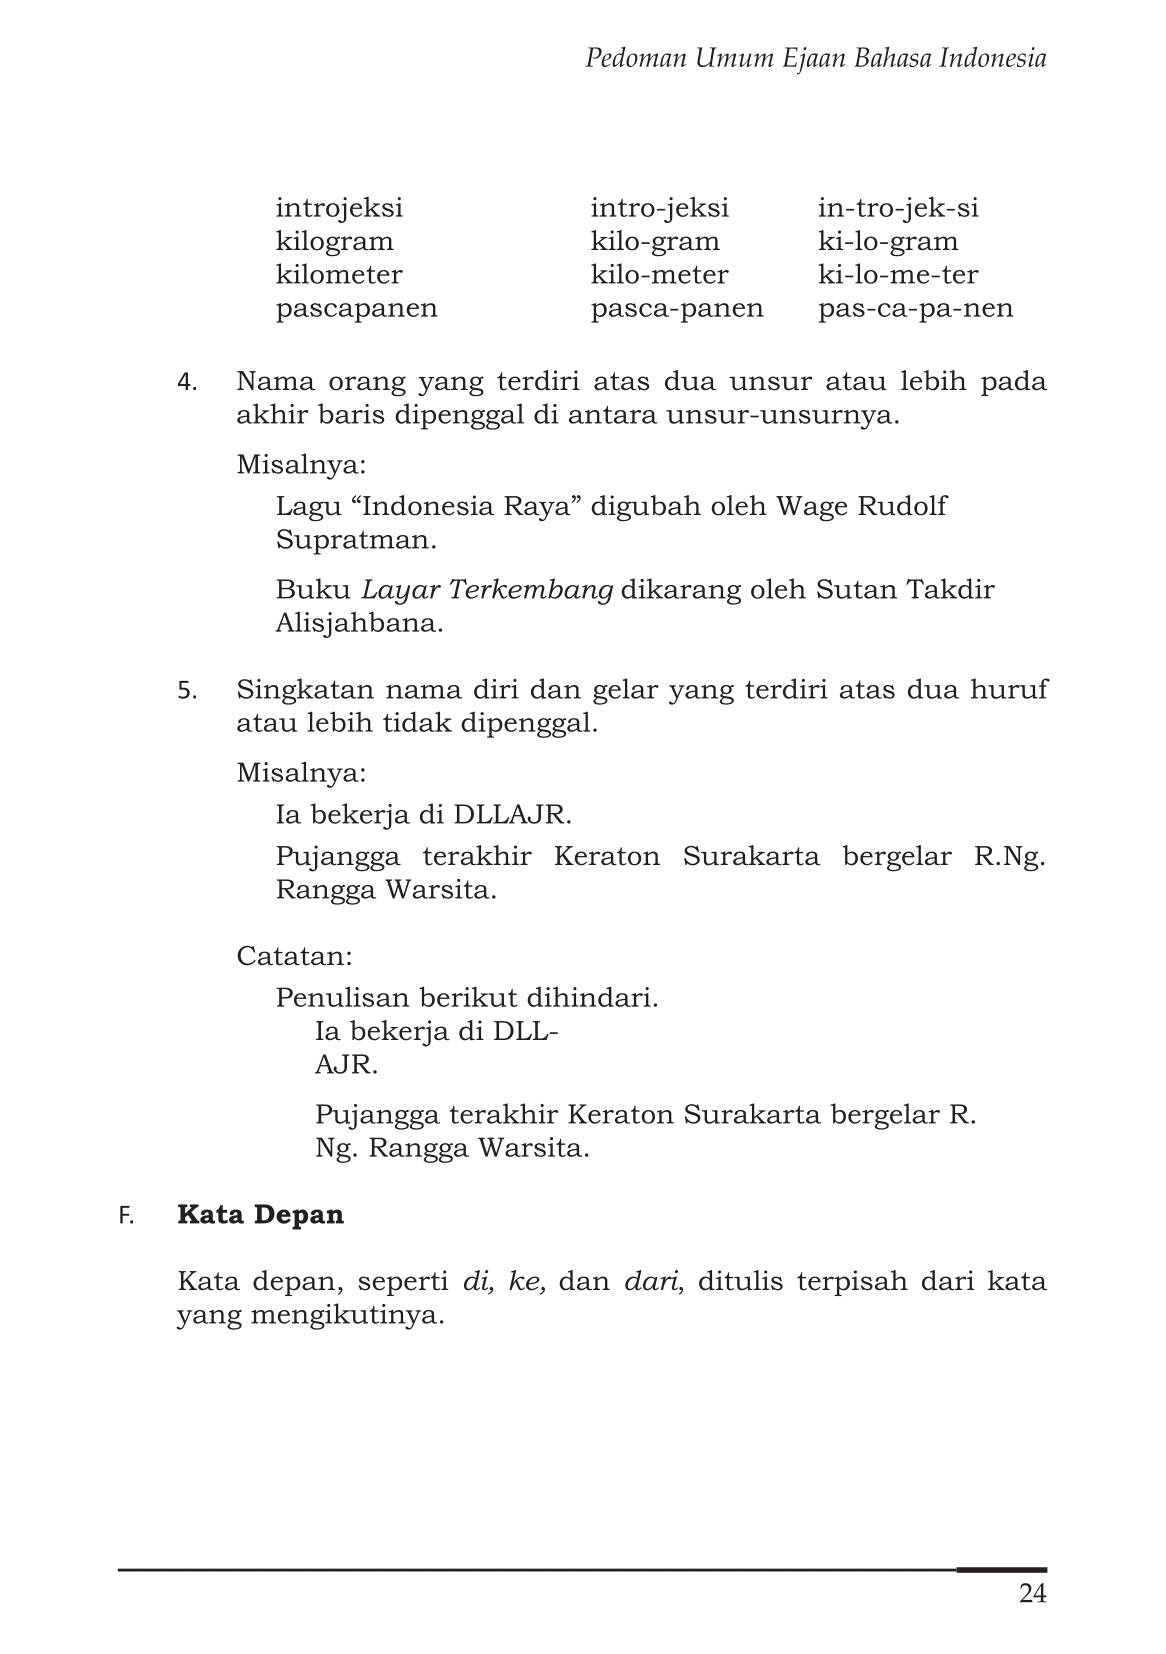 Pedoman Umum Ejaan Bahasa Indonesia
introjeksi intro-jeksi in-tro-jek-si
kilogram kilo-gram ki-lo-gram
kilometer kilo-meter ki-lo-me-ter
pascapanen pasca-panen pas-ca-pa-nen
4. Nama orang yang terdiri atas dua unsur atau lebih pada
akhir baris dipenggal di antara unsur-unsurnya.
Misalnya:
Lagu “Indonesia Raya” digubah oleh Wage Rudolf
Supratman.
Buku Layar Terkembang dikarang oleh Sutan Takdir
Alisjahbana.
5. Singkatan nama diri dan gelar yang terdiri atas dua huruf
atau lebih tidak dipenggal.
Misalnya:
Ia bekerja di DLLAJR.
Pujangga terakhir Keraton Surakarta bergelar R.Ng.
Rangga Warsita.
Catatan:
Penulisan berikut dihindari.
Ia bekerja di DLL-
AJR.
Pujangga terakhir Keraton Surakarta bergelar R.
Ng. Rangga Warsita.
F. Kata Depan
Kata depan, seperti di, ke, dan dari, ditulis terpisah dari kata
yang mengikutinya.
24